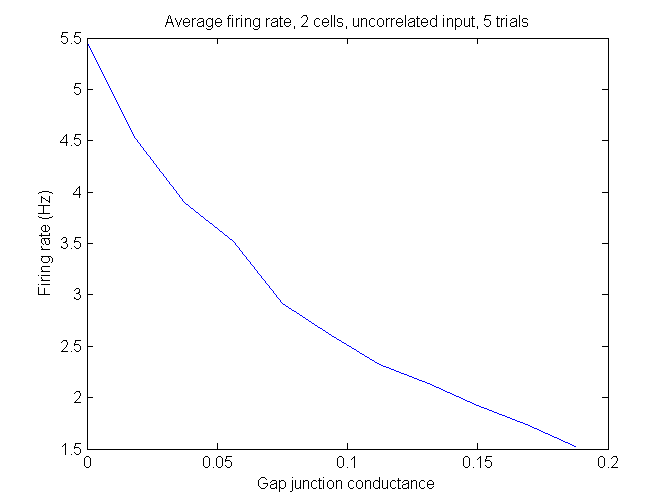 Average firing rate, 2 cells, uncorrelated input, 5 trials
5.5
5
4.5
4
3.5
3
2.5
2
1.5
Firing rate (Hz)
0 0.05 0.1 0.15 0.2
Gap junction conductance